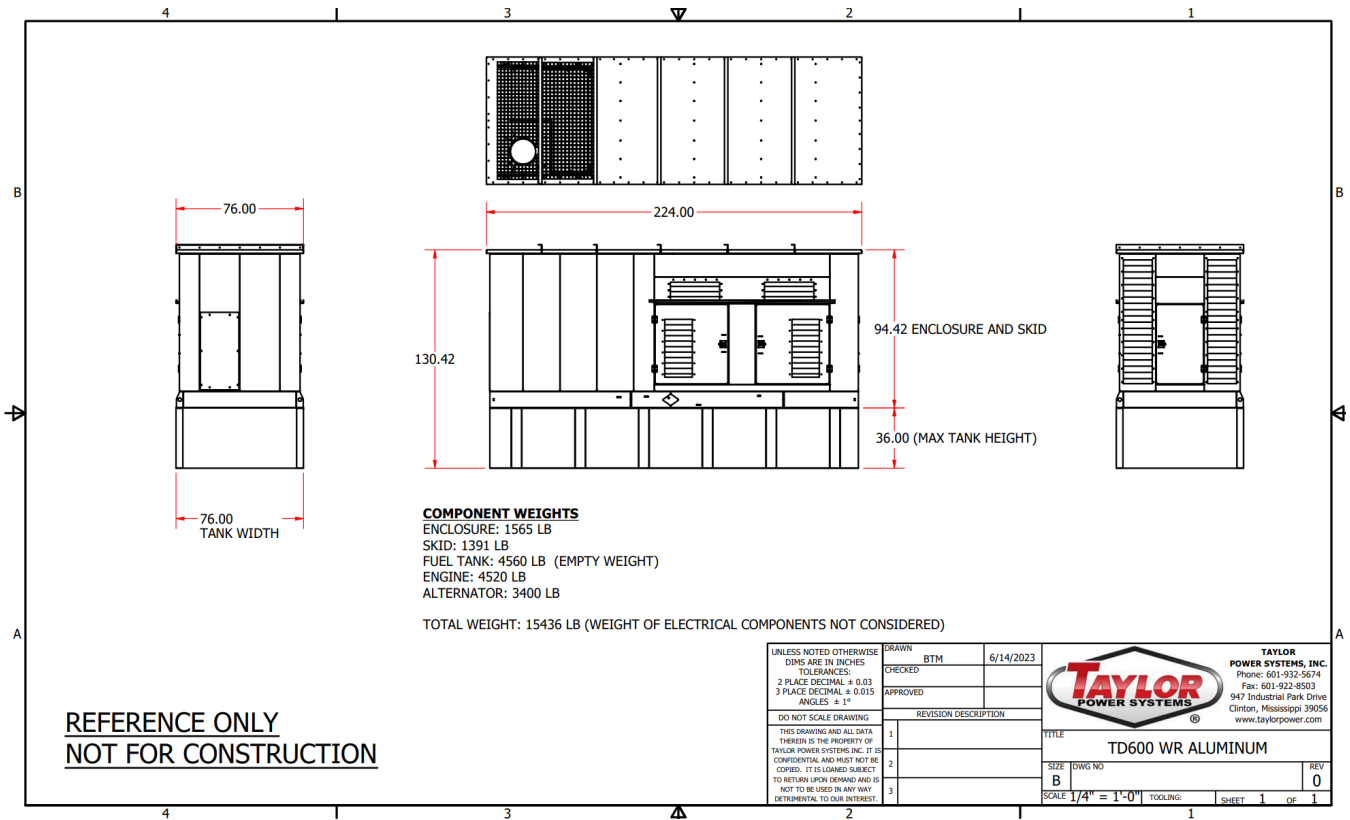 4 3 2 1
B B
76.00
224.00
130.42
94.42 ENCLOSURE AND SKID
36.00 (MAX TANK HEIGHT)
76.00
TANK WIDTH
COMPONENT WEIGHTS
ENCLOSURE: 1565 LB
SKID: 1391 LB
FUEL TANK: 4560 LB (EMPTY WEIGHT)
ENGINE: 4520 LB
ALTERNATOR: 3400 LB
TOTAL WEIGHT: 15436 LB (WEIGHT OF ELECTRICAL COMPONENTS NOT CONSIDERED)
A A
REFERENCE ONLY
NOT FOR CONSTRUCTION
UNLESS NOTED OTHERWISE
DIMS ARE IN INCHES
TOLERANCES:
2 PLACE DECIMAL ± 0.03
3 PLACE DECIMAL ± 0.015
ANGLES ± 1°
DO NOT SCALE DRAWING
THIS DRAWING AND ALL DATA
THEREIN IS THE PROPERTY OF
TAYLOR POWER SYSTEMS INC. IT IS
CONFIDENTIAL AND MUST NOT BE
COPIED. IT IS LOANED SUBJECT
TO RETURN UPON DEMAND AND IS
NOT TO BE USED IN ANY WAY
DETRIMENTAL TO OUR INTEREST.
DRAWN
BTM 6/14/2023
CHECKED
APPROVED
REVISION DESCRIPTION
1
2
3
TAYLOR
POWER SYSTEMS
®
TAYLOR
POWER SYSTEMS, INC.
Phone: 601-932-5674
Fax: 601-922-8503
947 Industrial Park Drive
Clinton, Mississippi 39056
www.taylorpower.com
TITLE
TD600 WR ALUMINUM
SIZE DWG NO REV
B 0
SCALE 1/4" = 1'-0" TOOLING: SHEET 1 OF 1
4 3 2 1